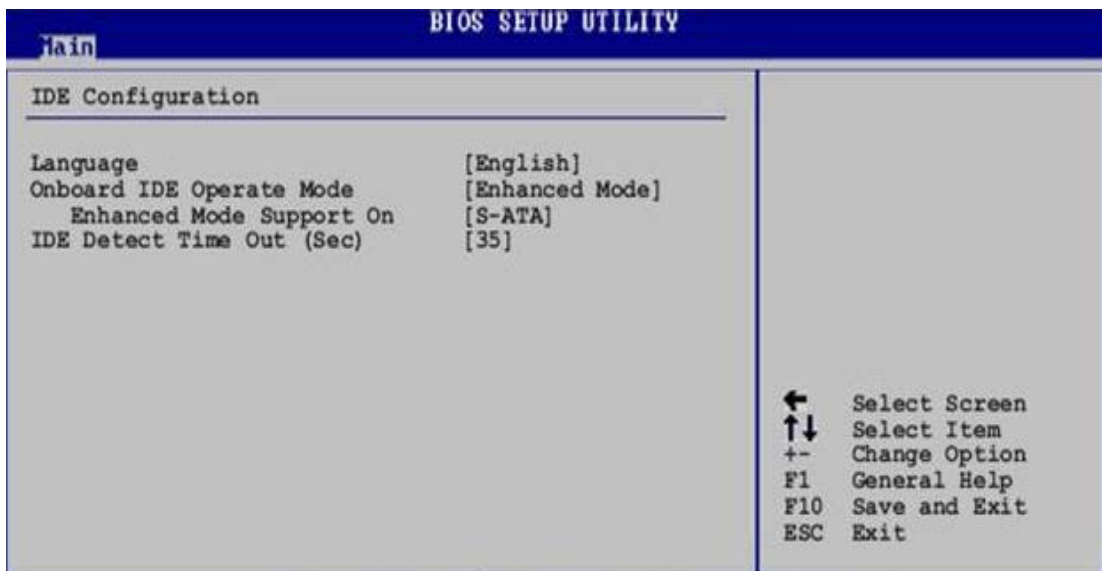 BIOS SETUP UTILITY
Main
IDE Configuration
Language [English]
Onboard IDE Operate Mode [Enhanced Mode]
Enhanced Mode Support On [S-ATA]
IDE Detect Time Out (Sec) [35]
← Select Screen
↑↓ Select Item
+- Change Option
F1 General Help
F10 Save and Exit
ESC Exit